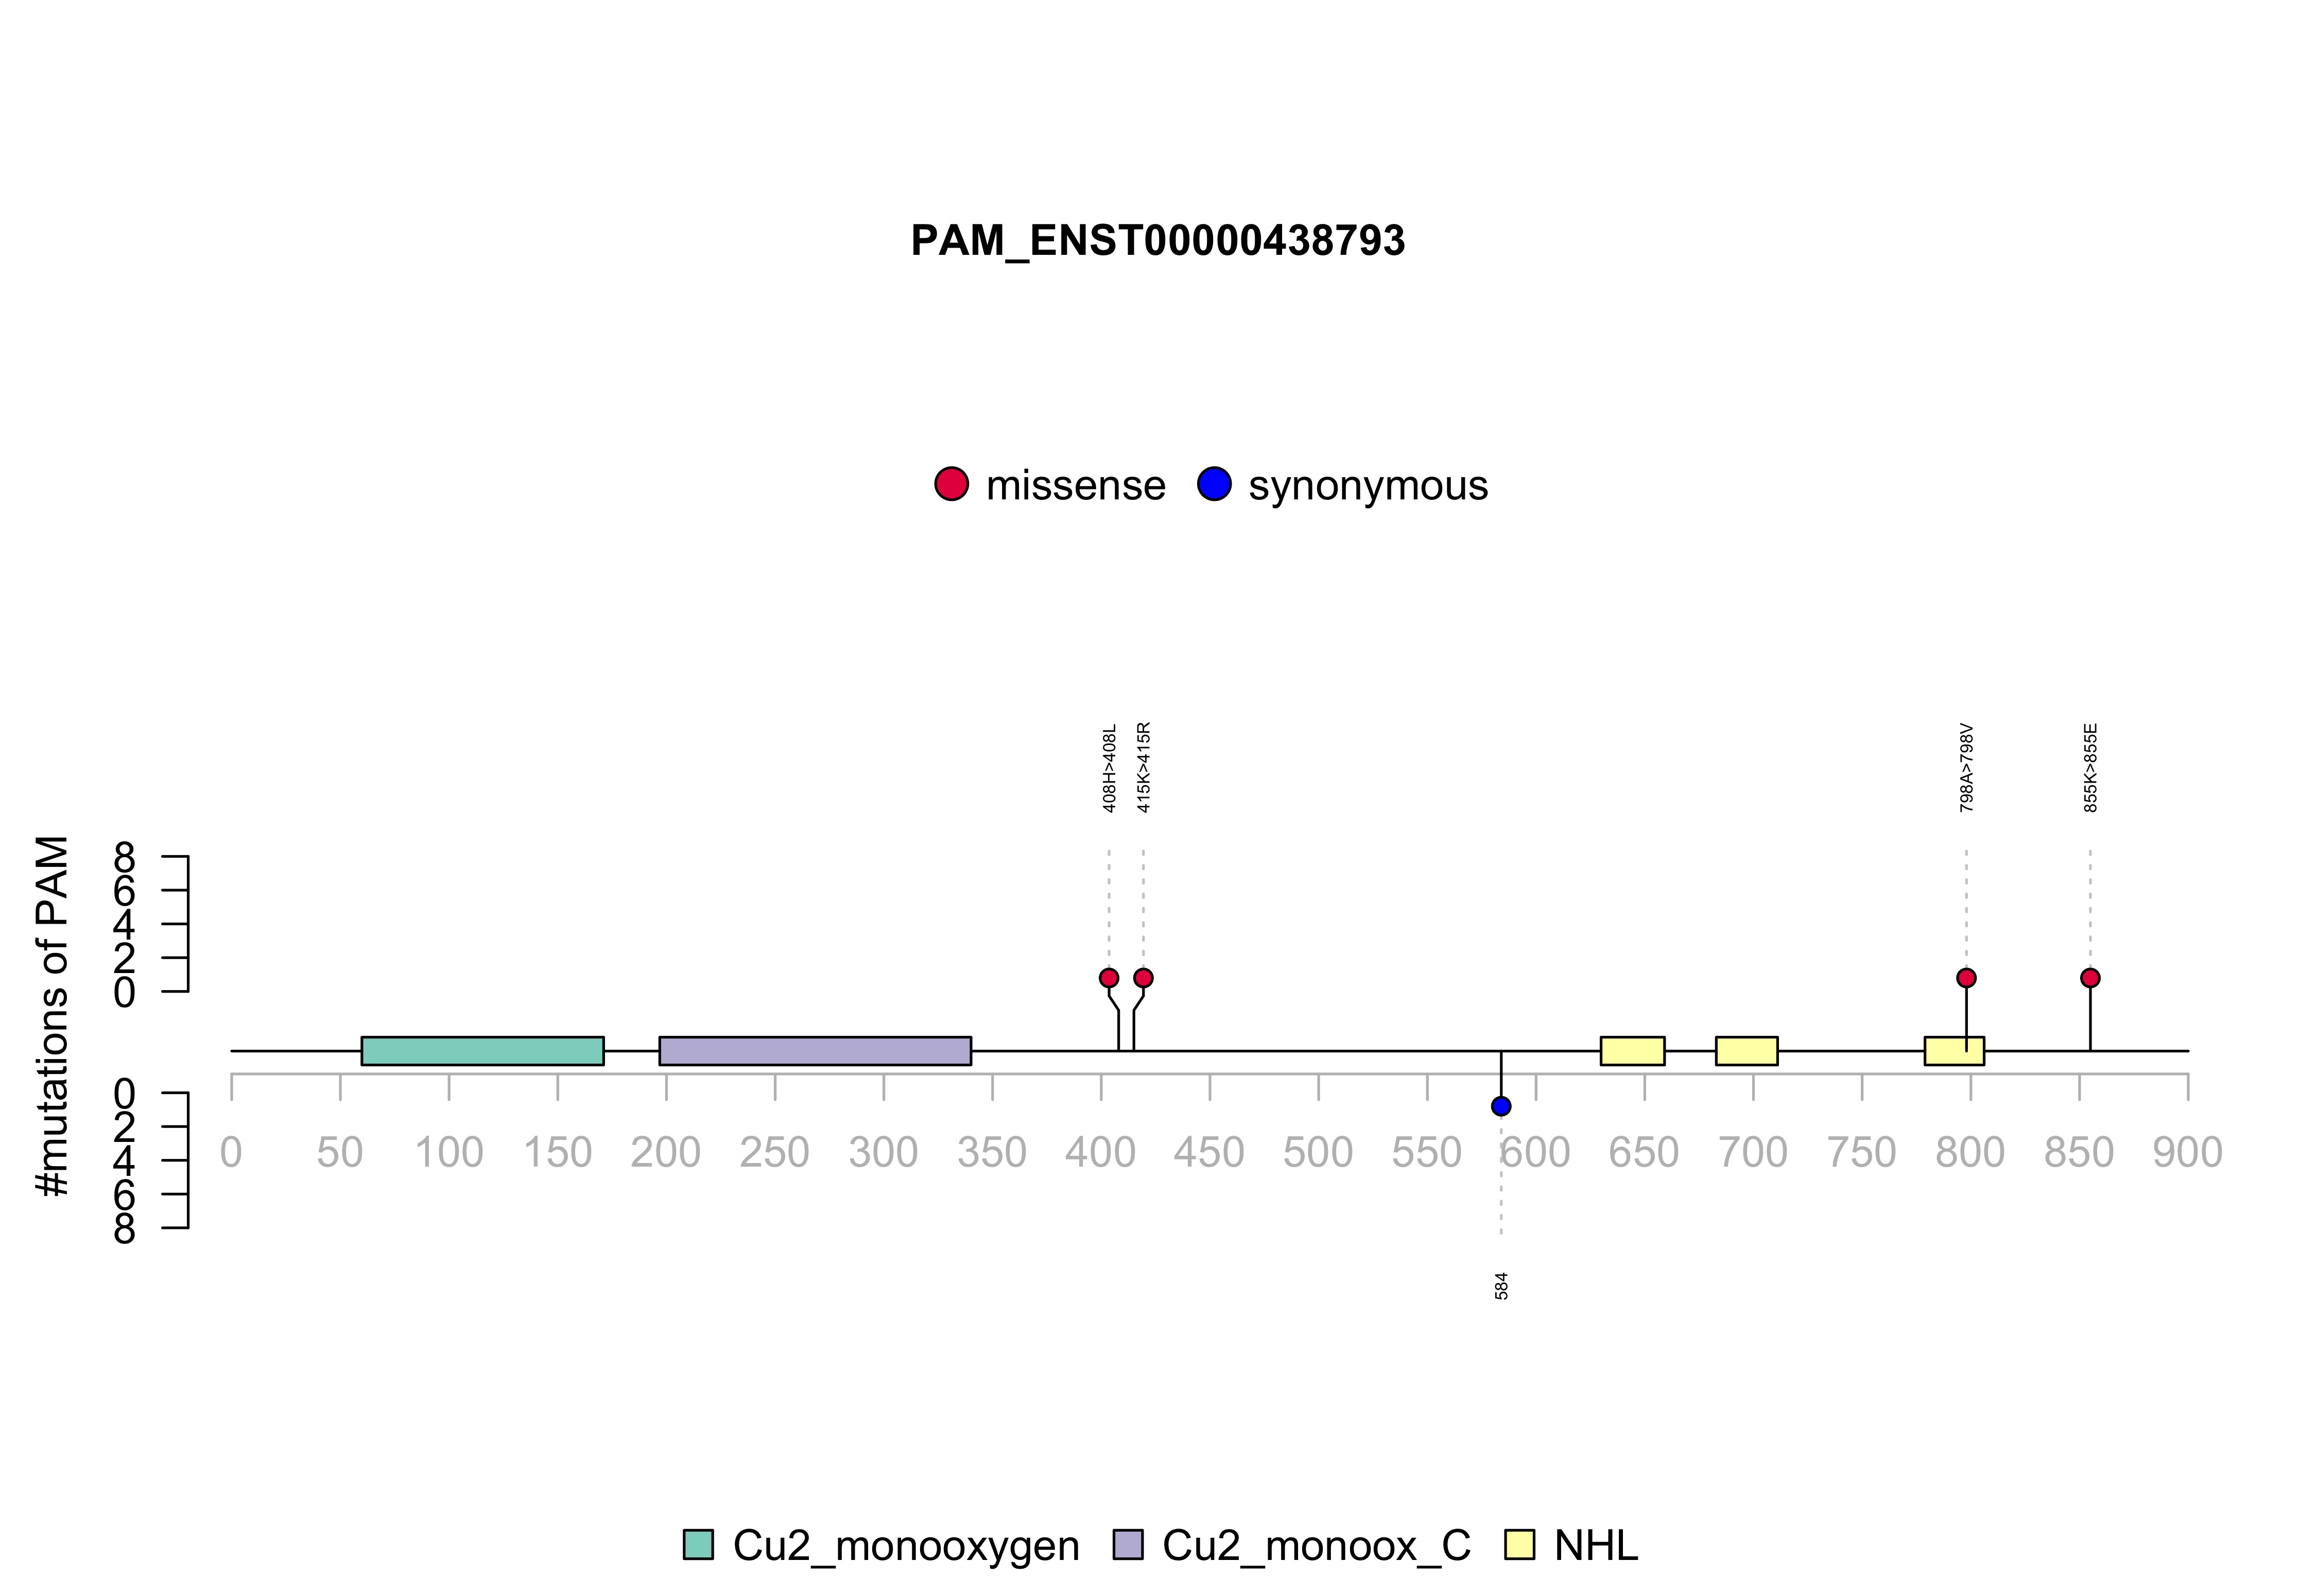 PAM_ENST00000438793
missense synonymous
408H>408L
415K>415R
798A>798V
855K>855E
#mutations of PAM
8
6
4
2
0
0
2
4
6
8
0 50 100 150 200 250 300 350 400 450 500 550 600 650 700 750 800 850 900
584
Cu2_monooxygen Cu2_monoox_C NHL